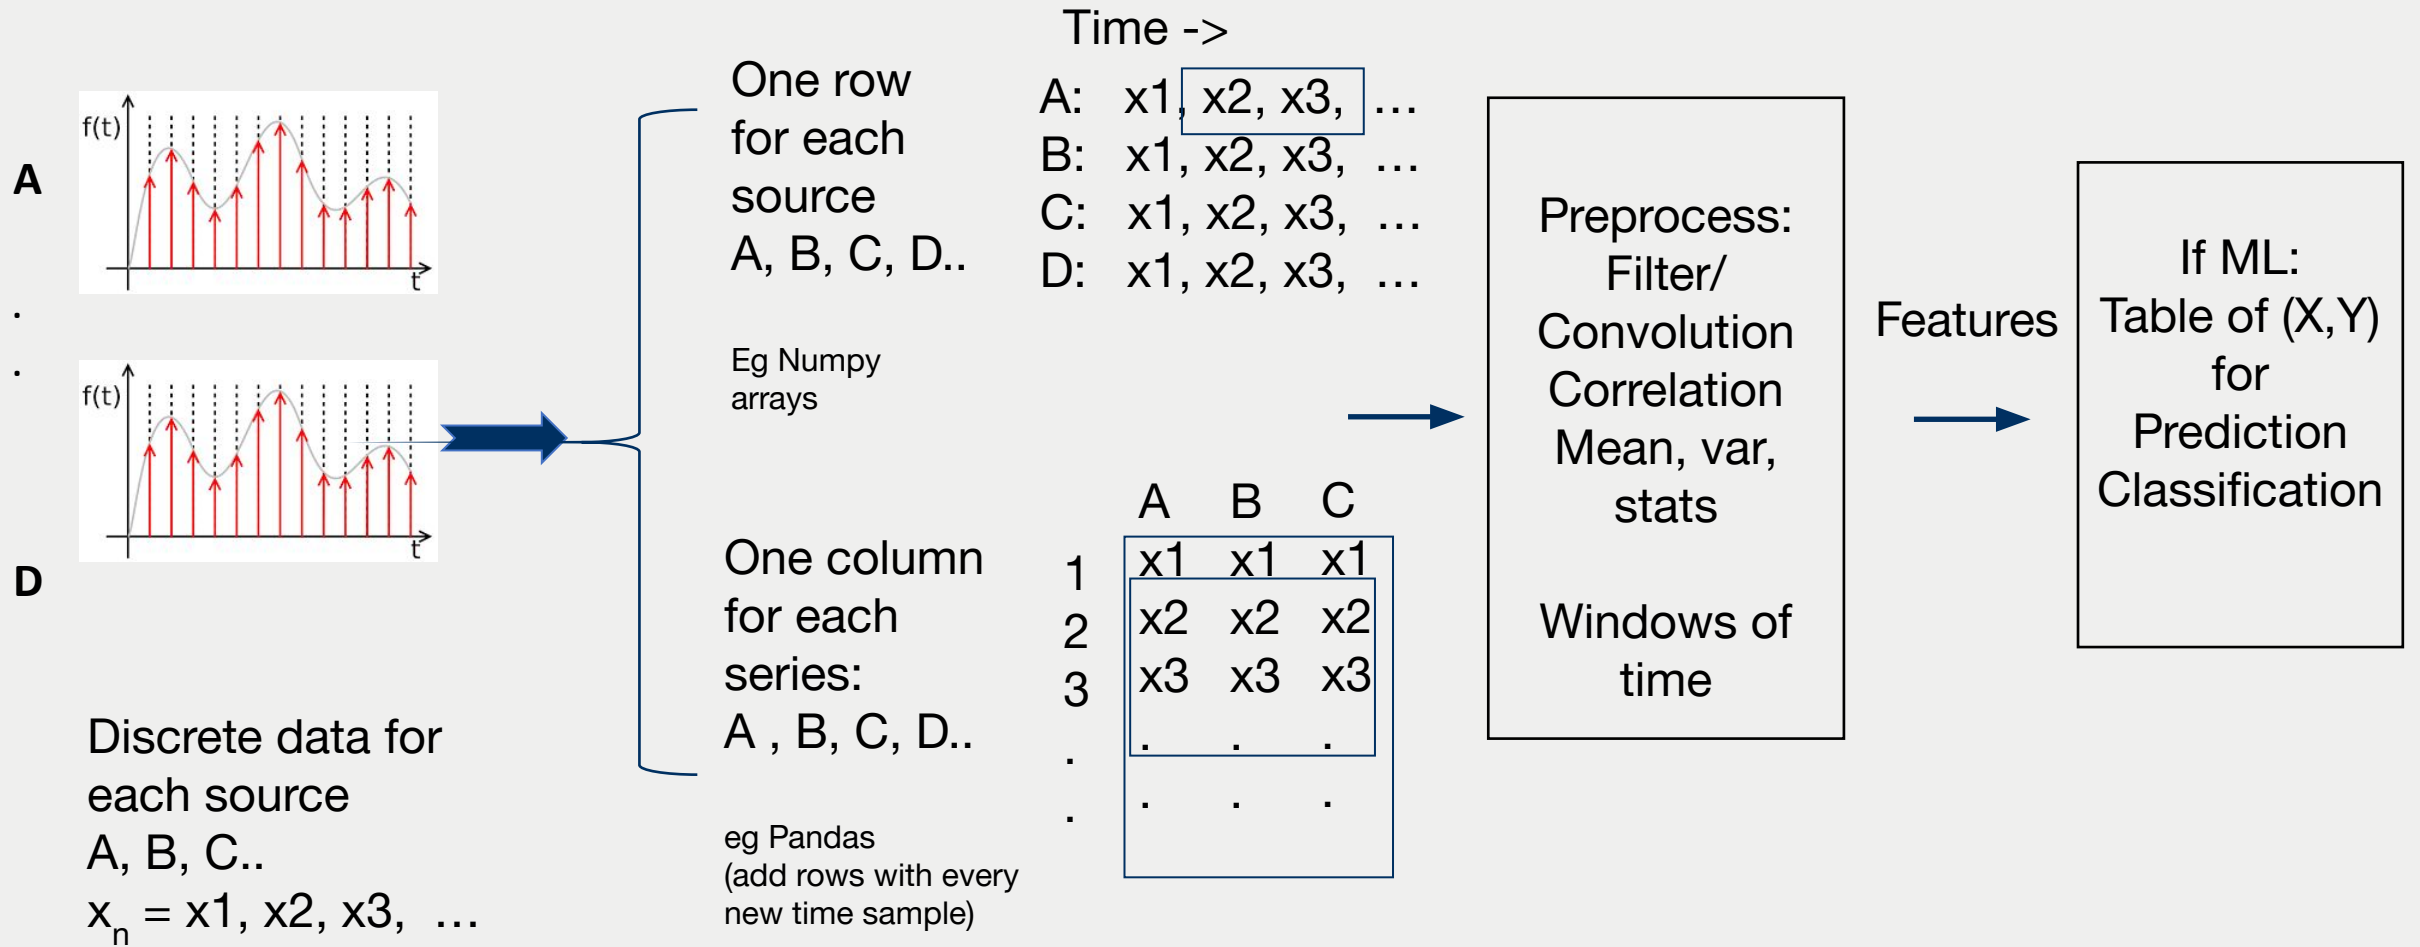 A
f(t)
t
.
.
f(t)
t
D
Discrete data for
each source
A, B, C..
xn = x1, x2, x3, ...
One row
for each
source
A, B, C, D..
Eg Numpy
arrays
One column
for each
series:
A , B, C, D..
eg Pandas
(add rows with every
new time sample)
Time ->
A: x1, x2, x3, ...
B: x1, x2, x3, ...
C: x1, x2, x3, ...
D: x1, x2, x3, ...
A B C
1 x1 x1 x1
2 x2 x2 x2
3 x3 x3 x3
. . . .
. . . .
Preprocess:
Filter/
Convolution
Correlation
Mean, var,
stats
Windows of
time
Features
If ML:
Table of (X,Y)
for
Prediction
Classification